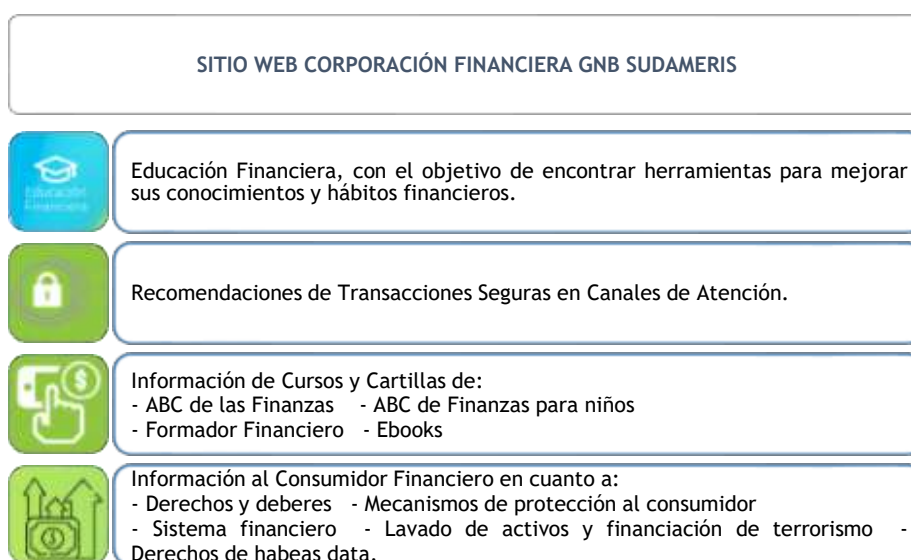 SITIO WEB CORPORACIÓN FINANCIERA GNB SUDAMERIS
Educación
Financiera
Educación Financiera, con el objetivo de encontrar herramientas para mejorar
sus conocimientos y hábitos financieros.
Recomendaciones de Transacciones Seguras en Canales de Atención.
Información de Cursos y Cartillas de:
- ABC de las Finanzas - ABC de Finanzas para niños
- Formador Financiero - Ebooks
Información al Consumidor Financiero en cuanto a:
- Derechos y deberes - Mecanismos de protección al consumidor
- Sistema financiero - Lavado de activos y financiación de terrorismo -
Derechos de habeas data.